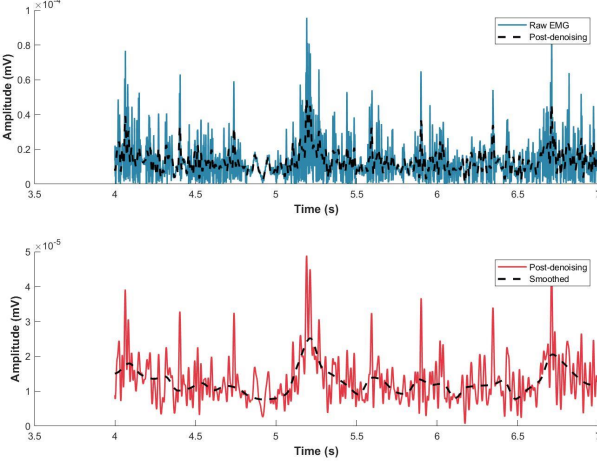 ×10⁻⁴
1
0.8
0.6
0.4
0.2
0
Amplitude (mV)
Raw EMG
Post-denoising
3.5 4 4.5 5 5.5 6 6.5 7
Time (s)
×10⁻⁵
5
4
3
2
1
0
Amplitude (mV)
Post-denoising
Smoothed
3.5 4 4.5 5 5.5 6 6.5 7
Time (s)